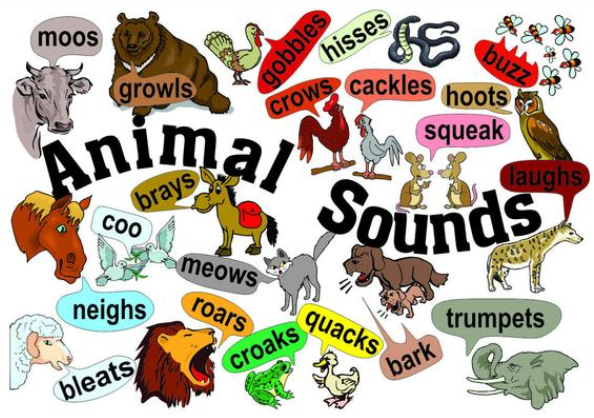 moos
growls
gobbles
hisses
buzz
crows
cackles
hoots
squeak
Animal
brays
laughs
Sounds
coo
meows
neighs
roars
croaks
quacks
bark
trumpets
bleats